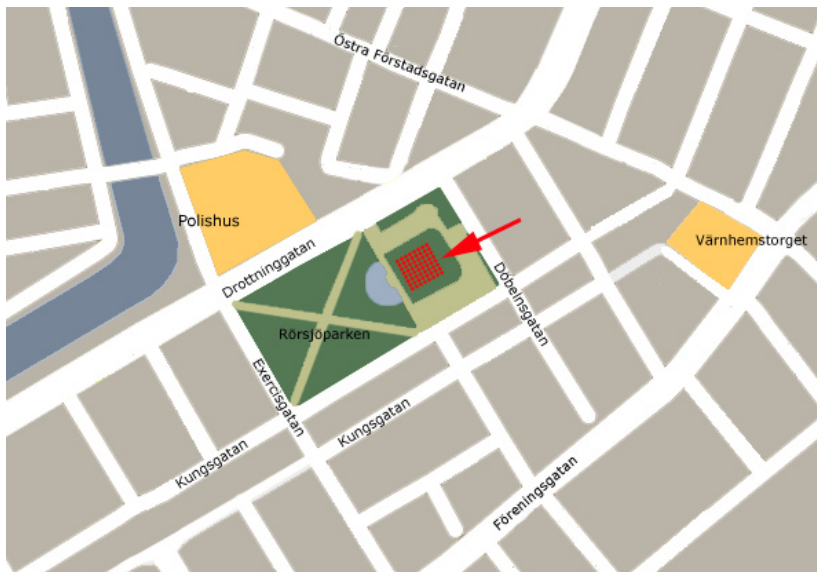 Östra Förstadsgatan
Polishus
Värnhemstorget
Drottninggatan
Döbelnsgatan
Rörsjöparken
Exercisgatan
Kungsgatan
Kungsgatan
Föreningsgatan